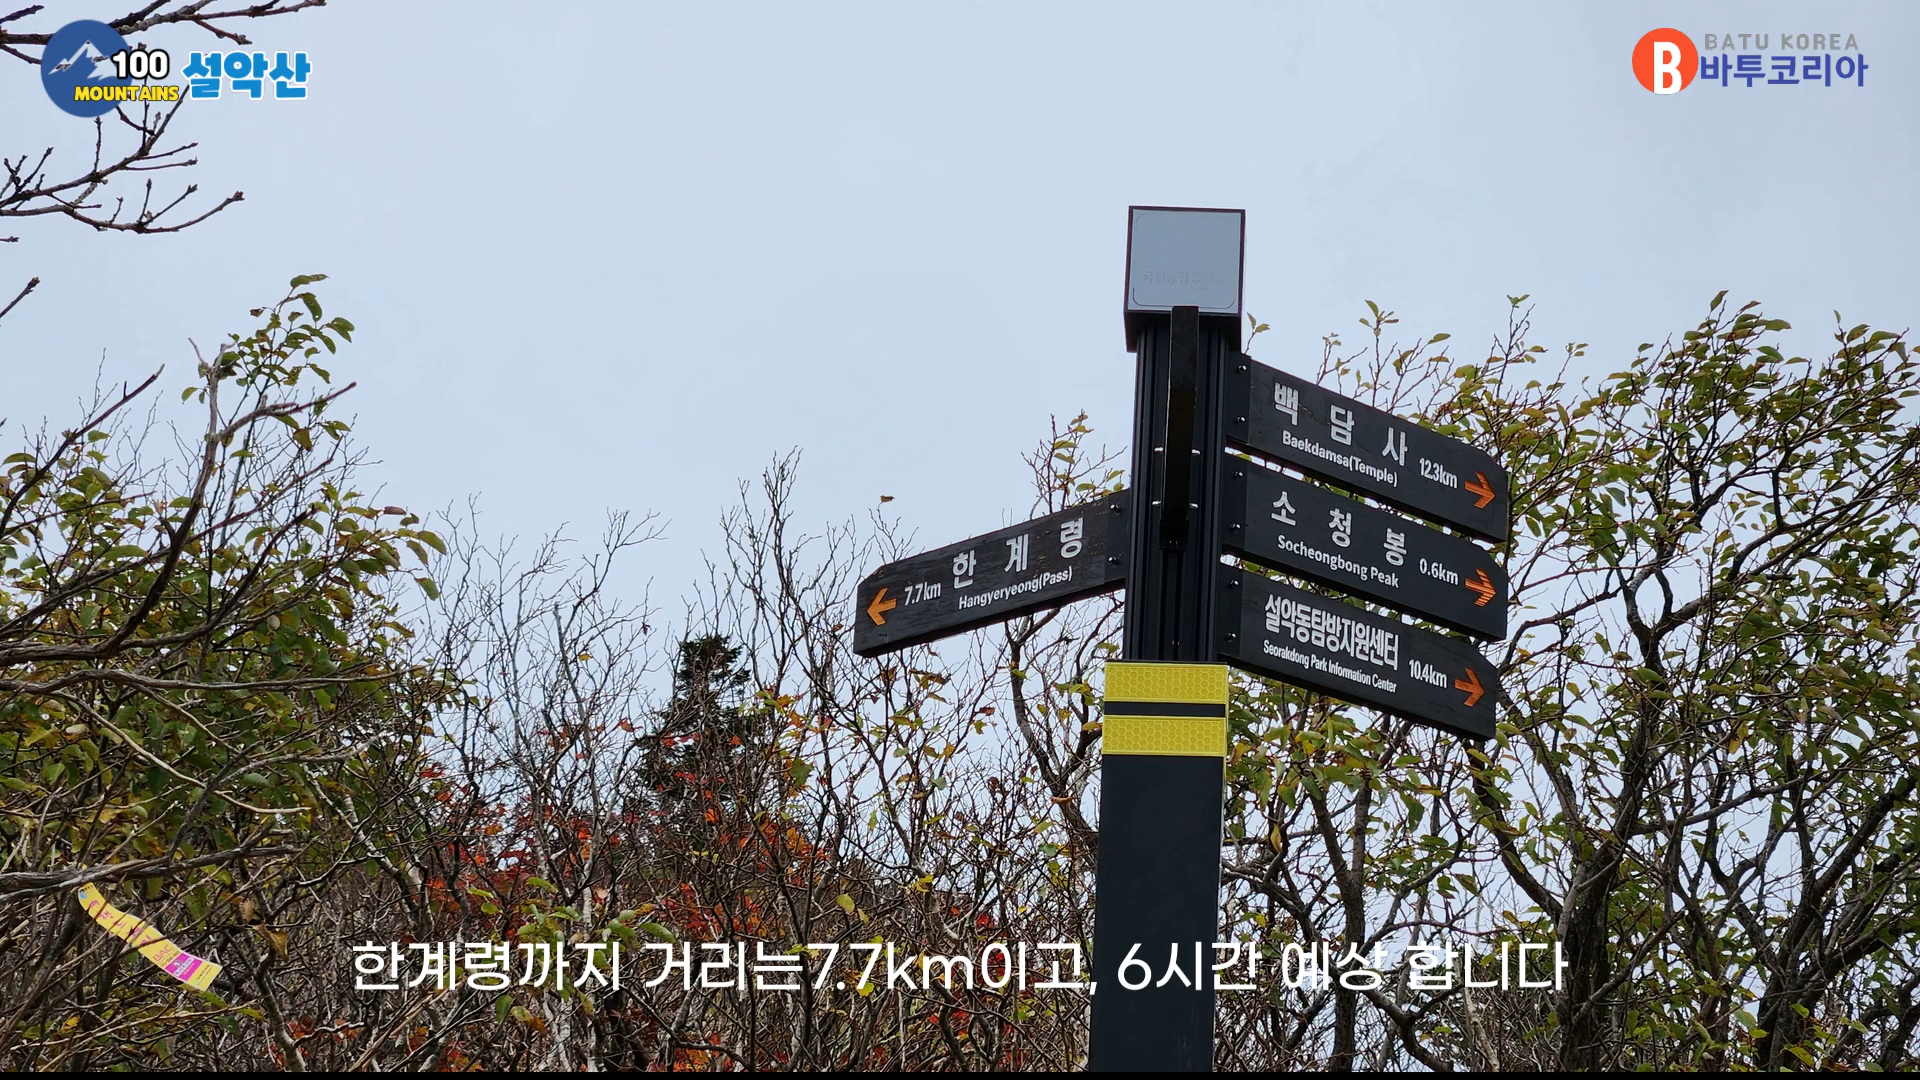 100
MOUNTAINS
설악산
BATU KOREA
바투코리아
백담사
Baekdamsa(Temple)
12.3km
소청봉
Socheongbong Peak
0.6km
한계령
Hangyeryeong(Pass)
7.7km
설악동탐방지원센터
Seorakdong Park Information Center
10.4km
한계령까지 거리는7.7km이고, 6시간 예상 합니다